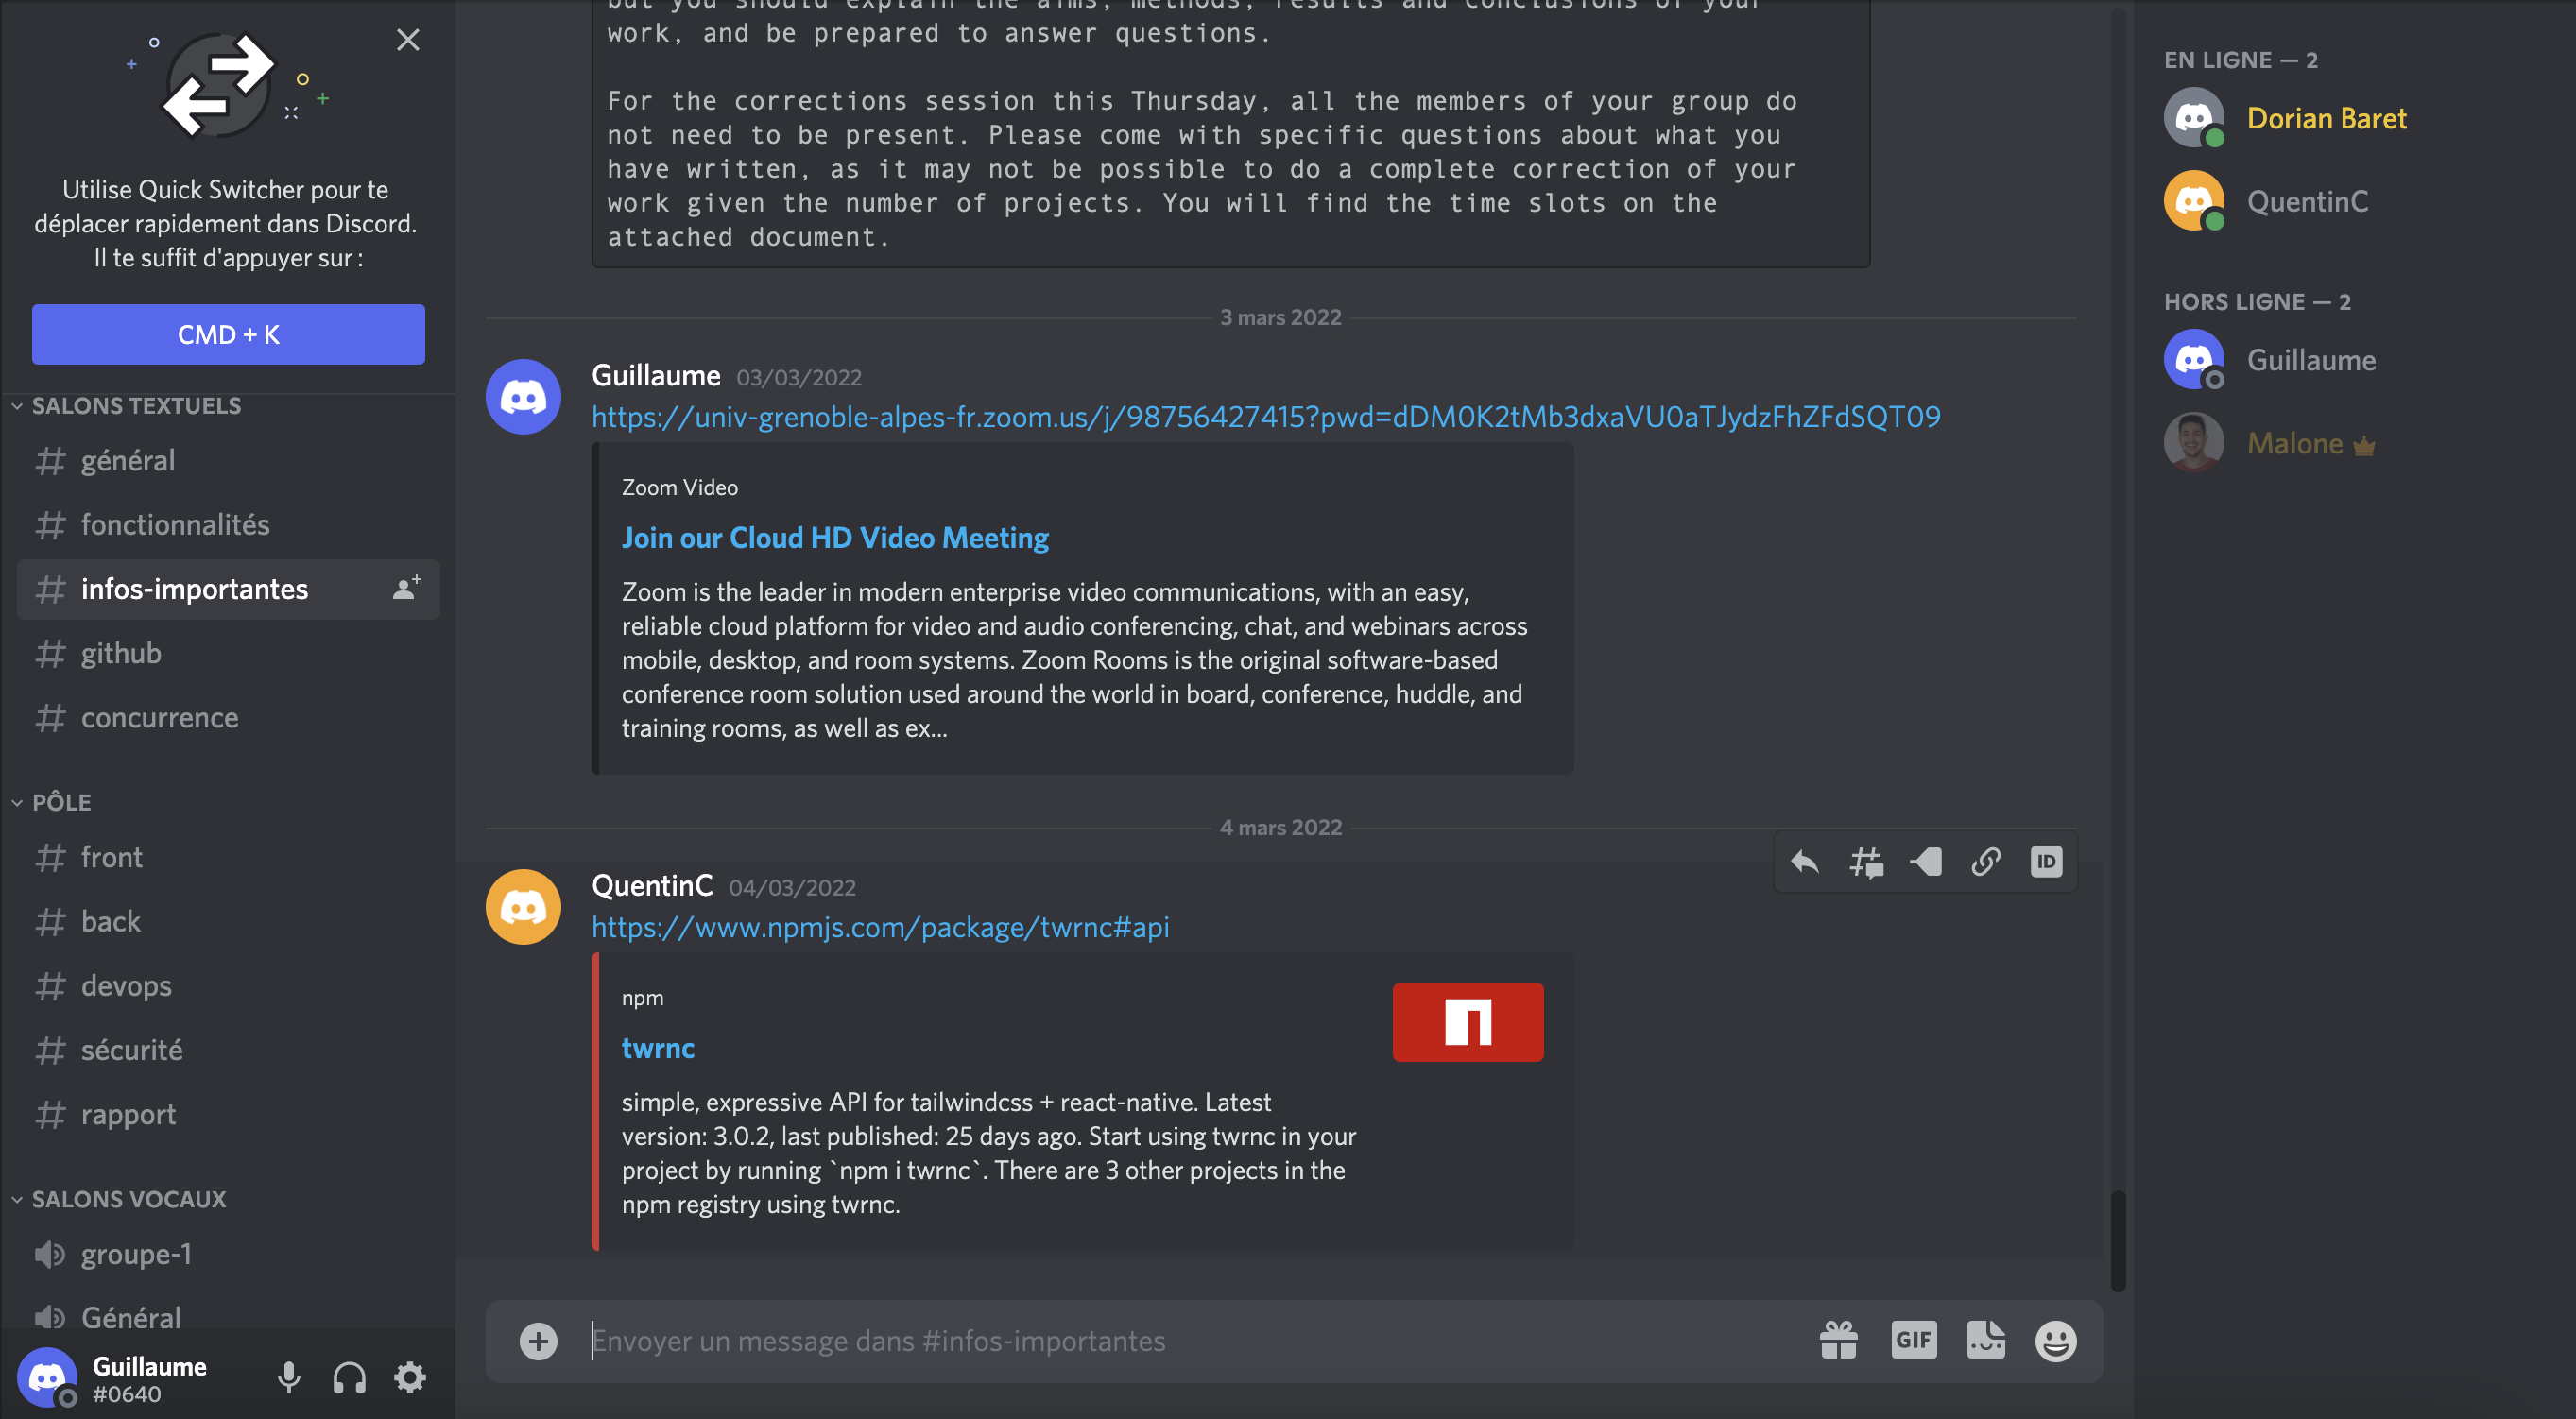 Utilise Quick Switcher pour te
déplacer rapidement dans Discord.
Il te suffit d'appuyer sur :
CMD + K
SALONS TEXTUELS
général
fonctionnalités
infos-importantes
github
concurrence
PÔLE
front
back
devops
sécurité
rapport
SALONS VOCAUX
groupe-1
Général
Guillaume
#0640
but you should explain the aims, methods, results and conclusions of your
work, and be prepared to answer questions.
For the corrections session this Thursday, all the members of your group do
not need to be present. Please come with specific questions about what you
have written, as it may not be possible to do a complete correction of your
work given the number of projects. You will find the time slots on the
attached document.
3 mars 2022
Guillaume 03/03/2022
https://univ-grenoble-alpes-fr.zoom.us/j/98756427415?pwd=dDM0K2tMb3dxaVU0aTJydzFhZFdSQT09
Zoom Video
Join our Cloud HD Video Meeting
Zoom is the leader in modern enterprise video communications, with an easy,
reliable cloud platform for video and audio conferencing, chat, and webinars across
mobile, desktop, and room systems. Zoom Rooms is the original software-based
conference room solution used around the world in board, conference, huddle, and
training rooms, as well as ex...
4 mars 2022
ID
QuentinC 04/03/2022
https://www.npmjs.com/package/twrnc#api
npm
twrnc
simple, expressive API for tailwindcss + react-native. Latest
version: 3.0.2, last published: 25 days ago. Start using twrnc in your
project by running `npm i twrnc`. There are 3 other projects in the
npm registry using twrnc.
Envoyer un message dans #infos-importantes
GIF
EN LIGNE — 2
Dorian Baret
QuentinC
HORS LIGNE — 2
Guillaume
Malone